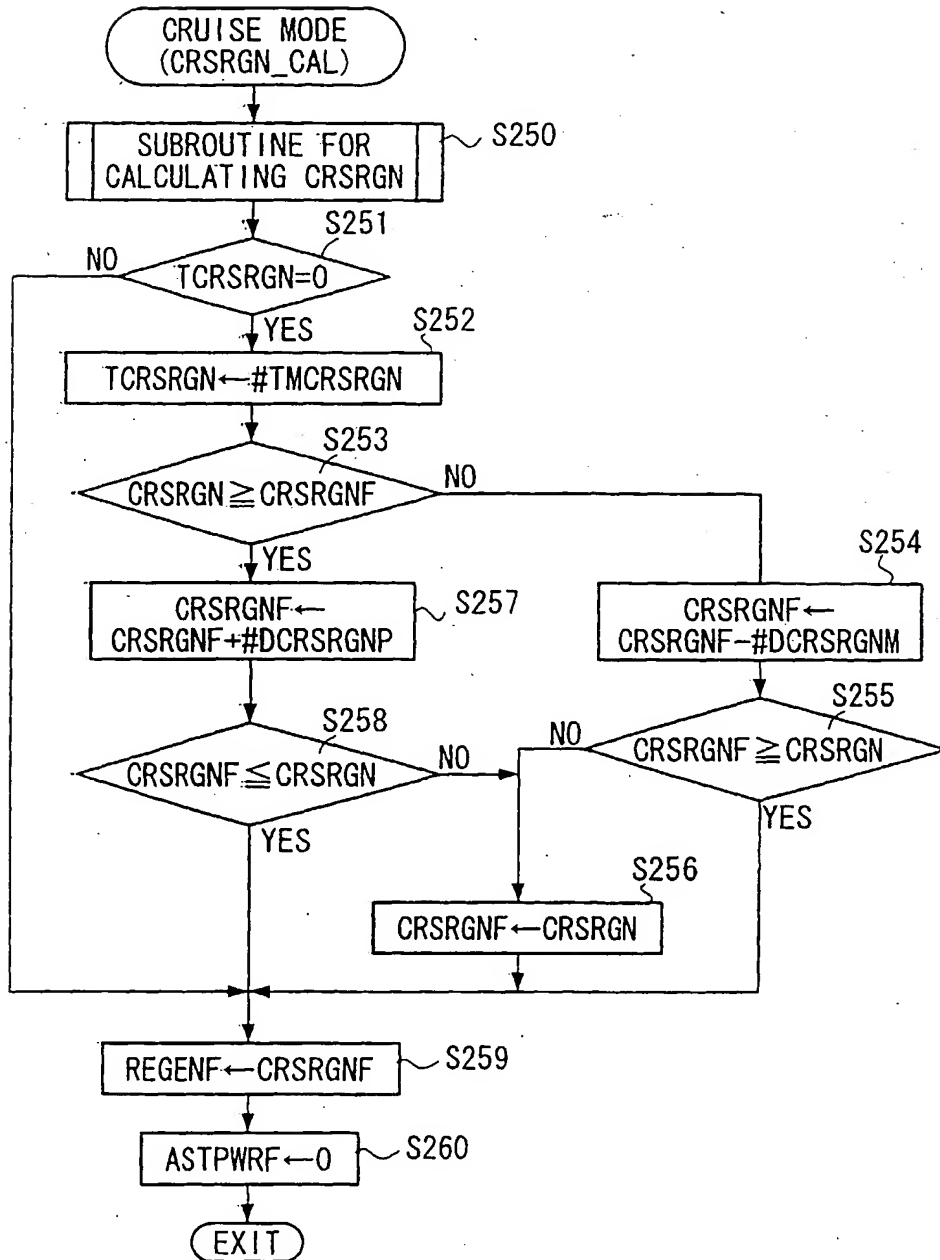 CRUISE MODE
(CRSRGN_CAL)
SUBROUTINE FOR
CALCULATING CRSRGN
S250
S251
NO
TCRSRGN=0
YES
S252
TCRSRGN←#TMCRSRGN
S253
CRSRGN≧CRSRGNF
NO
YES
S254
CRSRGNF←
CRSRGNF+#DCRSRGNP
S257
CRSRGNF←
CRSRGNF-#DCRSRGNM
S258
S255
CRSRGNF≦CRSRGN
NO
NO
CRSRGNF≧CRSRGN
YES
YES
S256
CRSRGNF←CRSRGN
REGENF←CRSRGNF
S259
ASTPWRF←0
S260
EXIT